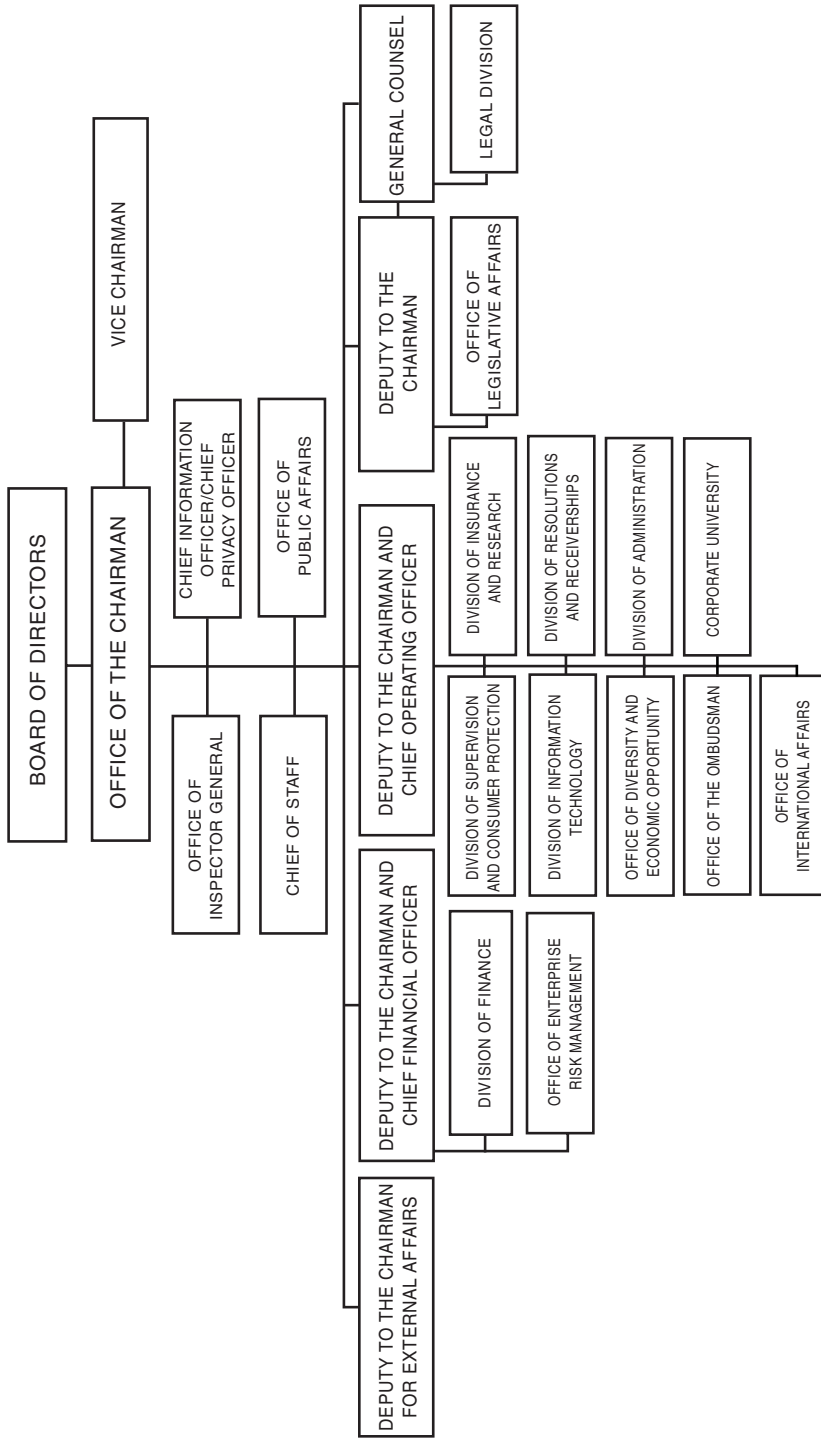 BOARD OF DIRECTORS
OFFICE OF THE CHAIRMAN
VICE CHAIRMAN
OFFICE OF
INSPECTOR GENERAL
CHIEF INFORMATION
OFFICER/CHIEF
PRIVACY OFFICER
CHIEF OF STAFF
OFFICE OF
PUBLIC AFFAIRS
DEPUTY TO THE CHAIRMAN
FOR EXTERNAL AFFAIRS
DEPUTY TO THE CHAIRMAN AND
CHIEF FINANCIAL OFFICER
DEPUTY TO THE CHAIRMAN AND
CHIEF OPERATING OFFICER
DEPUTY TO THE
CHAIRMAN
GENERAL COUNSEL
DIVISION OF FINANCE
OFFICE OF ENTERPRISE
RISK MANAGEMENT
DIVISION OF SUPERVISION
AND CONSUMER PROTECTION
DIVISION OF INSURANCE
AND RESEARCH
DIVISION OF INFORMATION
TECHNOLOGY
DIVISION OF RESOLUTIONS
AND RECEIVERSHIPS
OFFICE OF DIVERSITY AND
ECONOMIC OPPORTUNITY
DIVISION OF ADMINISTRATION
OFFICE OF THE OMBUDSMAN
CORPORATE UNIVERSITY
OFFICE OF
INTERNATIONAL AFFAIRS
OFFICE OF
LEGISLATIVE AFFAIRS
LEGAL DIVISION